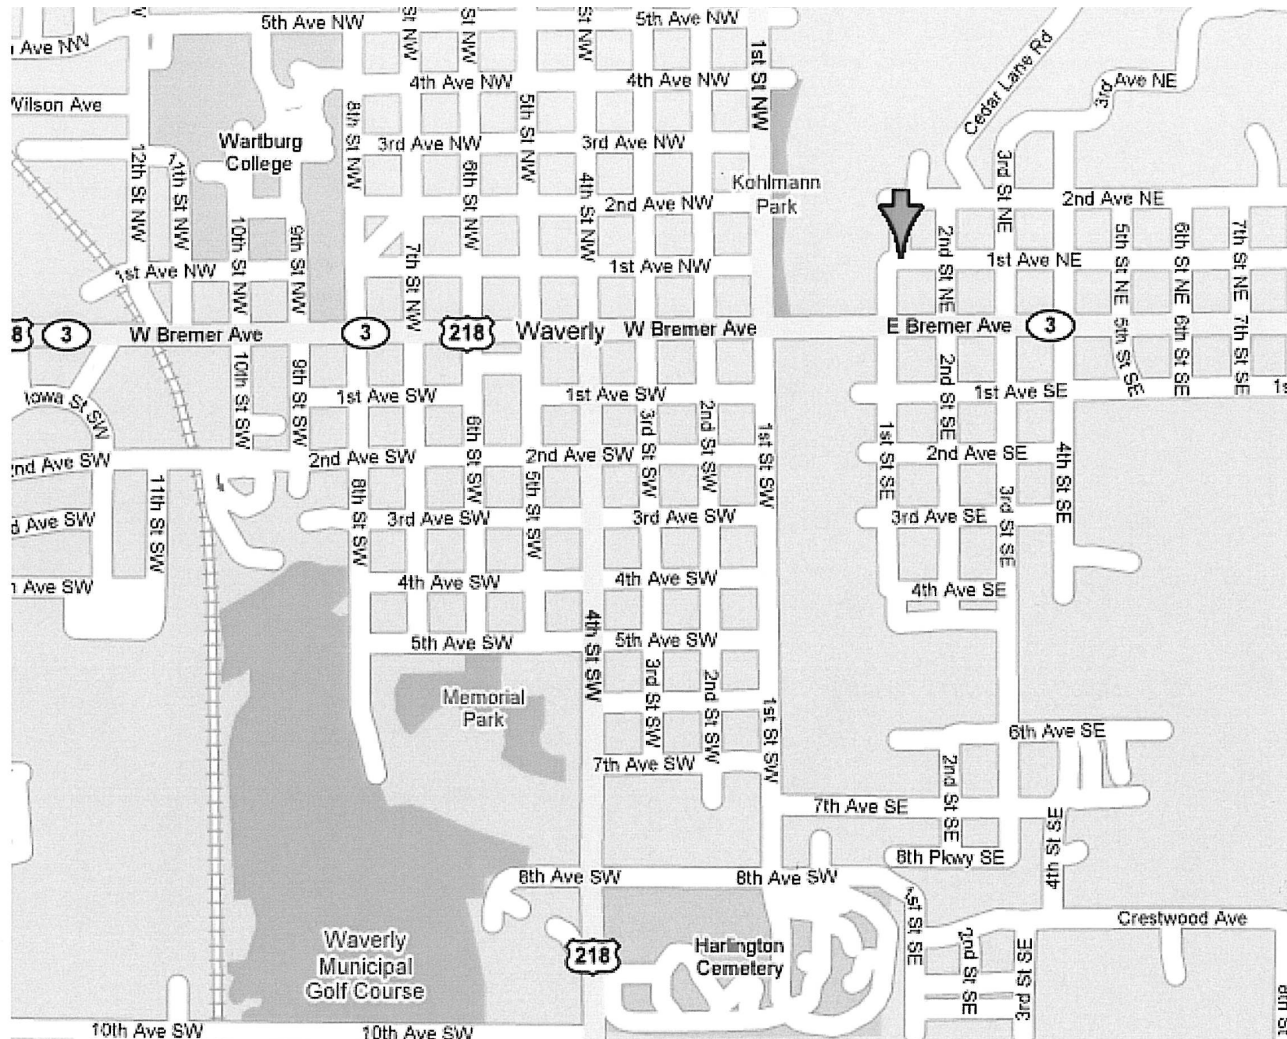 5th Ave NW
St NW
St NW
St NW
5th Ave NW
1st St NW
Ave NW
4th Ave NW
4th Ave NW
Cedar Lane Rd
3rd Ave NE
Wilson Ave
8th St NW
5th St NW
Wartburg
College
3rd Ave NW
3rd Ave NW
12th St NW
11th St NW
6th St NW
4th St NW
3rd St NE
Kohlmann
Park
2nd Ave NW
2nd Ave NE
10th St NW
9th St NW
7th St NW
2nd St NE
5th St NE
6th St NE
7th St NE
1st Ave NW
1st Ave NW
1st Ave NE
8
3
W Bremer Ave
3
218
Waverly
W Bremer Ave
E Bremer Ave
3
5th St SE
6th St SE
7th St SE
10th St SW
9th St SW
2nd St SE
Iowa St SW
1st Ave SW
1st Ave SW
1st Ave SE
1s
6th St SW
3rd St SW
2nd St SW
1st St SW
1st St SE
4th St SE
nd Ave SW
2nd Ave SW
2nd Ave SW
2nd Ave SE
11th St SW
8th St SW
5th St SW
3rd St SE
d Ave SW
3rd Ave SW
3rd Ave SW
3rd Ave SE
h Ave SW
4th Ave SW
4th Ave SW
4th Ave SE
4th St SW
5th Ave SW
5th Ave SW
3rd St SW
2nd St SW
1st St SW
Memorial
Park
6th Ave SE
7th Ave SW
2nd St SE
7th Ave SE
4th St SE
8th Pkwy SE
8th Ave SW
8th Ave SW
1st St SE
Crestwood Ave
Waverly
Municipal
Golf Course
218
Harlington
Cemetery
2nd St SE
3rd St SE
10th Ave SW
10th Ave SW